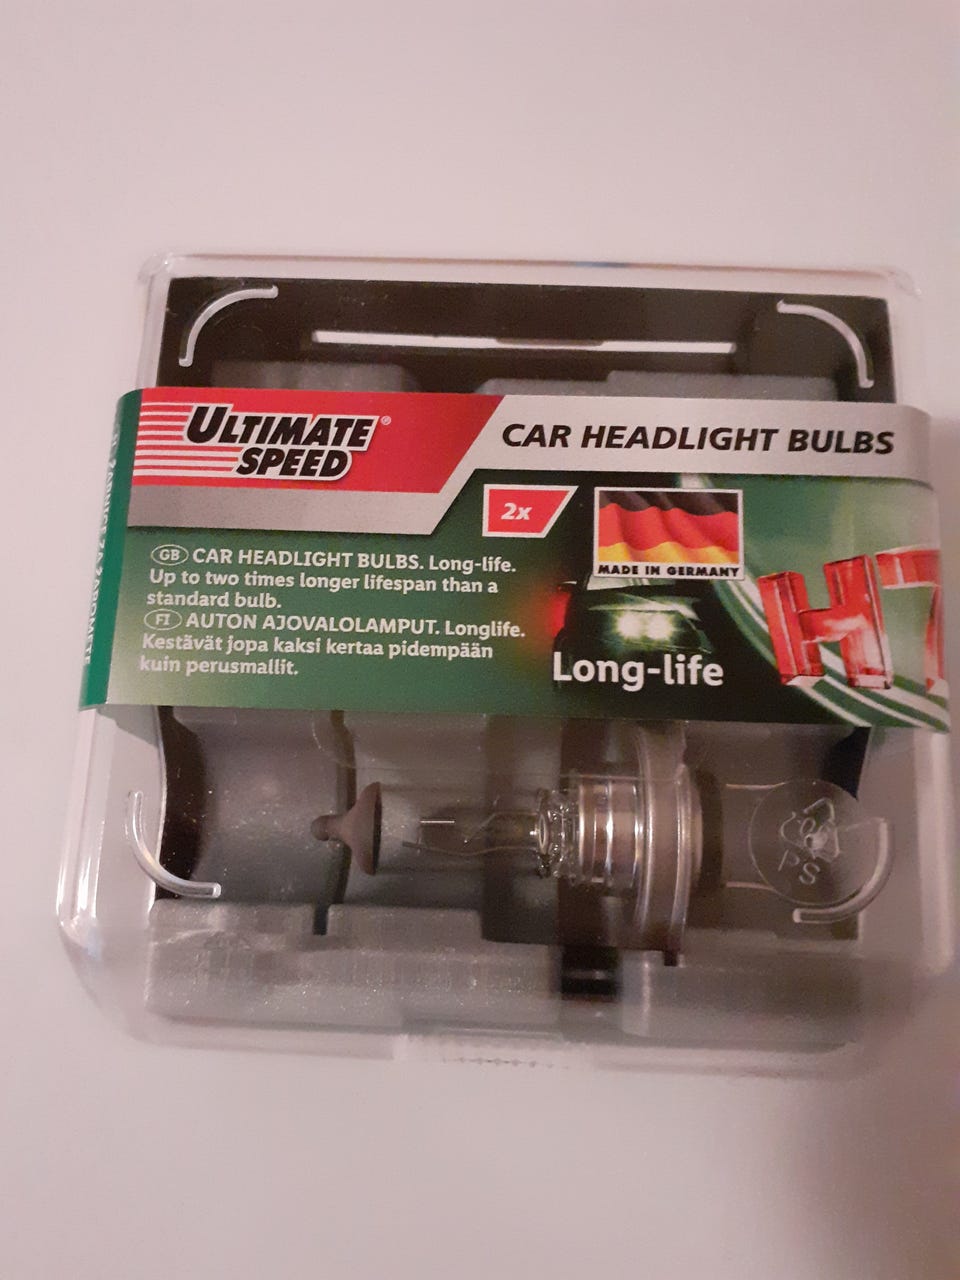 ULTIMATE
SPEED®
CAR HEADLIGHT BULBS
2x
MADE IN GERMANY
GB CAR HEADLIGHT BULBS. Long-life.
Up to two times longer lifespan than a
standard bulb.
FI AUTON AJOVALOLAMPUT. Longlife.
Kestävät jopa kaksi kertaa pidempään
kuin perusmallit.
Long-life
H7
PS